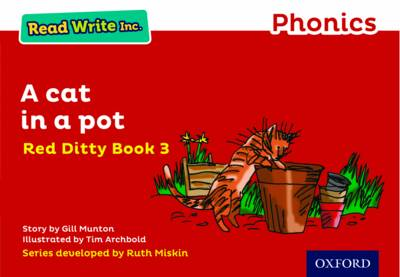 Read Write Inc.
Phonics
A cat
in a pot
Red Ditty Book 3
Story by Gill Munton
Illustrated by Tim Archbold
Series developed by Ruth Miskin
OXFORD